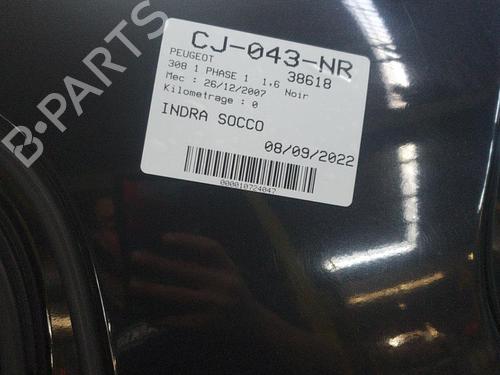 CJ-043-NR
PEUGEOT 38618
308 1 PHASE 1 1.6 Noir
Mec : 26/12/2007
Kilometrage : 0
INDRA SOCCO
08/09/2022
000010724047
B-PARTS